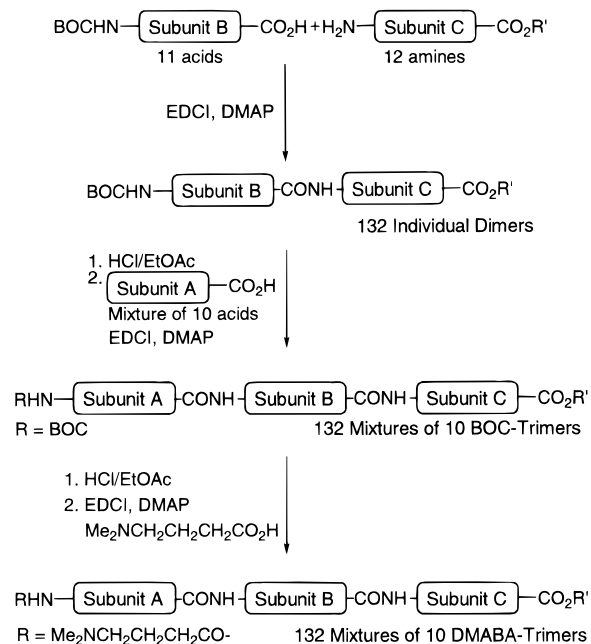 BOCHN Subunit B CO₂H + H₂N Subunit C CO₂R'
11 acids 12 amines
EDCI, DMAP
BOCHN Subunit B CONH Subunit C CO₂R'
132 Individual Dimers
1. HCl/EtOAc
2. Subunit A CO₂H
Mixture of 10 acids
EDCI, DMAP
RHN Subunit A CONH Subunit B CONH Subunit C CO₂R'
R = BOC 132 Mixtures of 10 BOC-Trimers
1. HCl/EtOAc
2. EDCI, DMAP
Me₂NCH₂CH₂CH₂CO₂H
RHN Subunit A CONH Subunit B CONH Subunit C CO₂R'
R = Me₂NCH₂CH₂CH₂CO- 132 Mixtures of 10 DMABA-Trimers